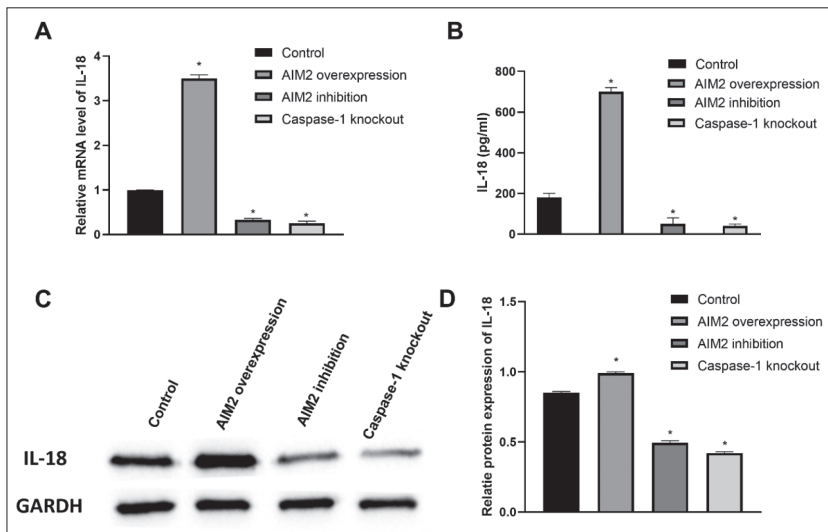 A
Relative mRNA level of IL-18
4
3
2
1
0
*
*
*
Control
AIM2 overexpression
AIM2 inhibition
Caspase-1 knockout
B
IL-18 (pg/ml)
800
600
400
200
0
*
*
*
Control
AIM2 overexpression
AIM2 inhibition
Caspase-1 knockout
C
Control
AIM2 overexpression
AIM2 inhibition
Caspase-1 knockout
IL-18
GARDH
D
Relatie protein expression of IL-18
1.5
1.0
0.5
0.0
*
*
*
Control
AIM2 overexpression
AIM2 inhibition
Caspase-1 knockout